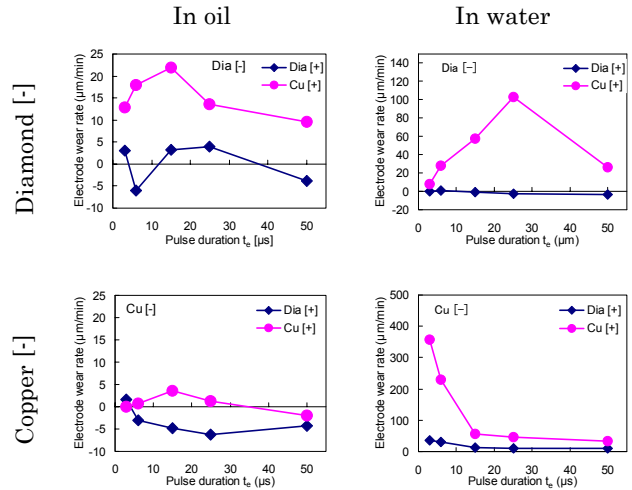 In oil
In water
Diamond [-]
Electrode wear rate (µm/min)
25
20
15
10
5
0
-5
-10
Dia [-]
Dia [+]
Cu [+]
0 10 20 30 40 50
Pulse duration te [µs]
Electrode wear rate (µm/min)
140
120
100
80
60
40
20
0
-20
Dia [−]
Dia [+]
Cu [+]
0 10 20 30 40 50
Pulse duration te (µm)
Copper [-]
Electrode wear rate (µm/min)
25
20
15
10
5
0
-5
-10
Cu [-]
Dia [+]
Cu [+]
0 10 20 30 40 50
Pulse duration te (µs)
Electrode wear rate (µm/min)
500
400
300
200
100
0
Cu [−]
Dia [+]
Cu [+]
0 10 20 30 40 50
Pulse duration te (µs)